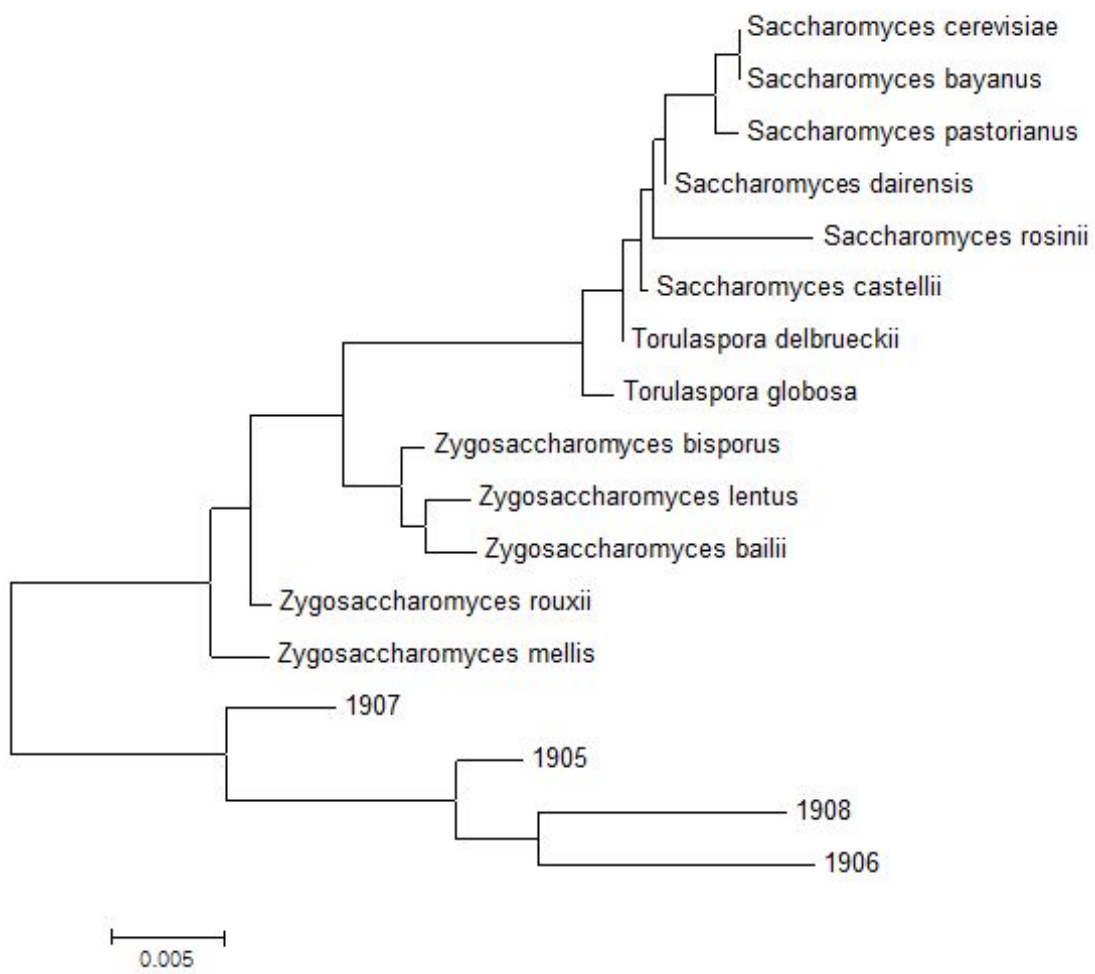 Saccharomyces cerevisiae
Saccharomyces bayanus
Saccharomyces pastorianus
Saccharomyces dairensis
Saccharomyces rosinii
Saccharomyces castellii
Torulaspora delbrueckii
Torulaspora globosa
Zygosaccharomyces bisporus
Zygosaccharomyces lentus
Zygosaccharomyces bailii
Zygosaccharomyces rouxii
Zygosaccharomyces mellis
1907
1905
1908
1906
0.005